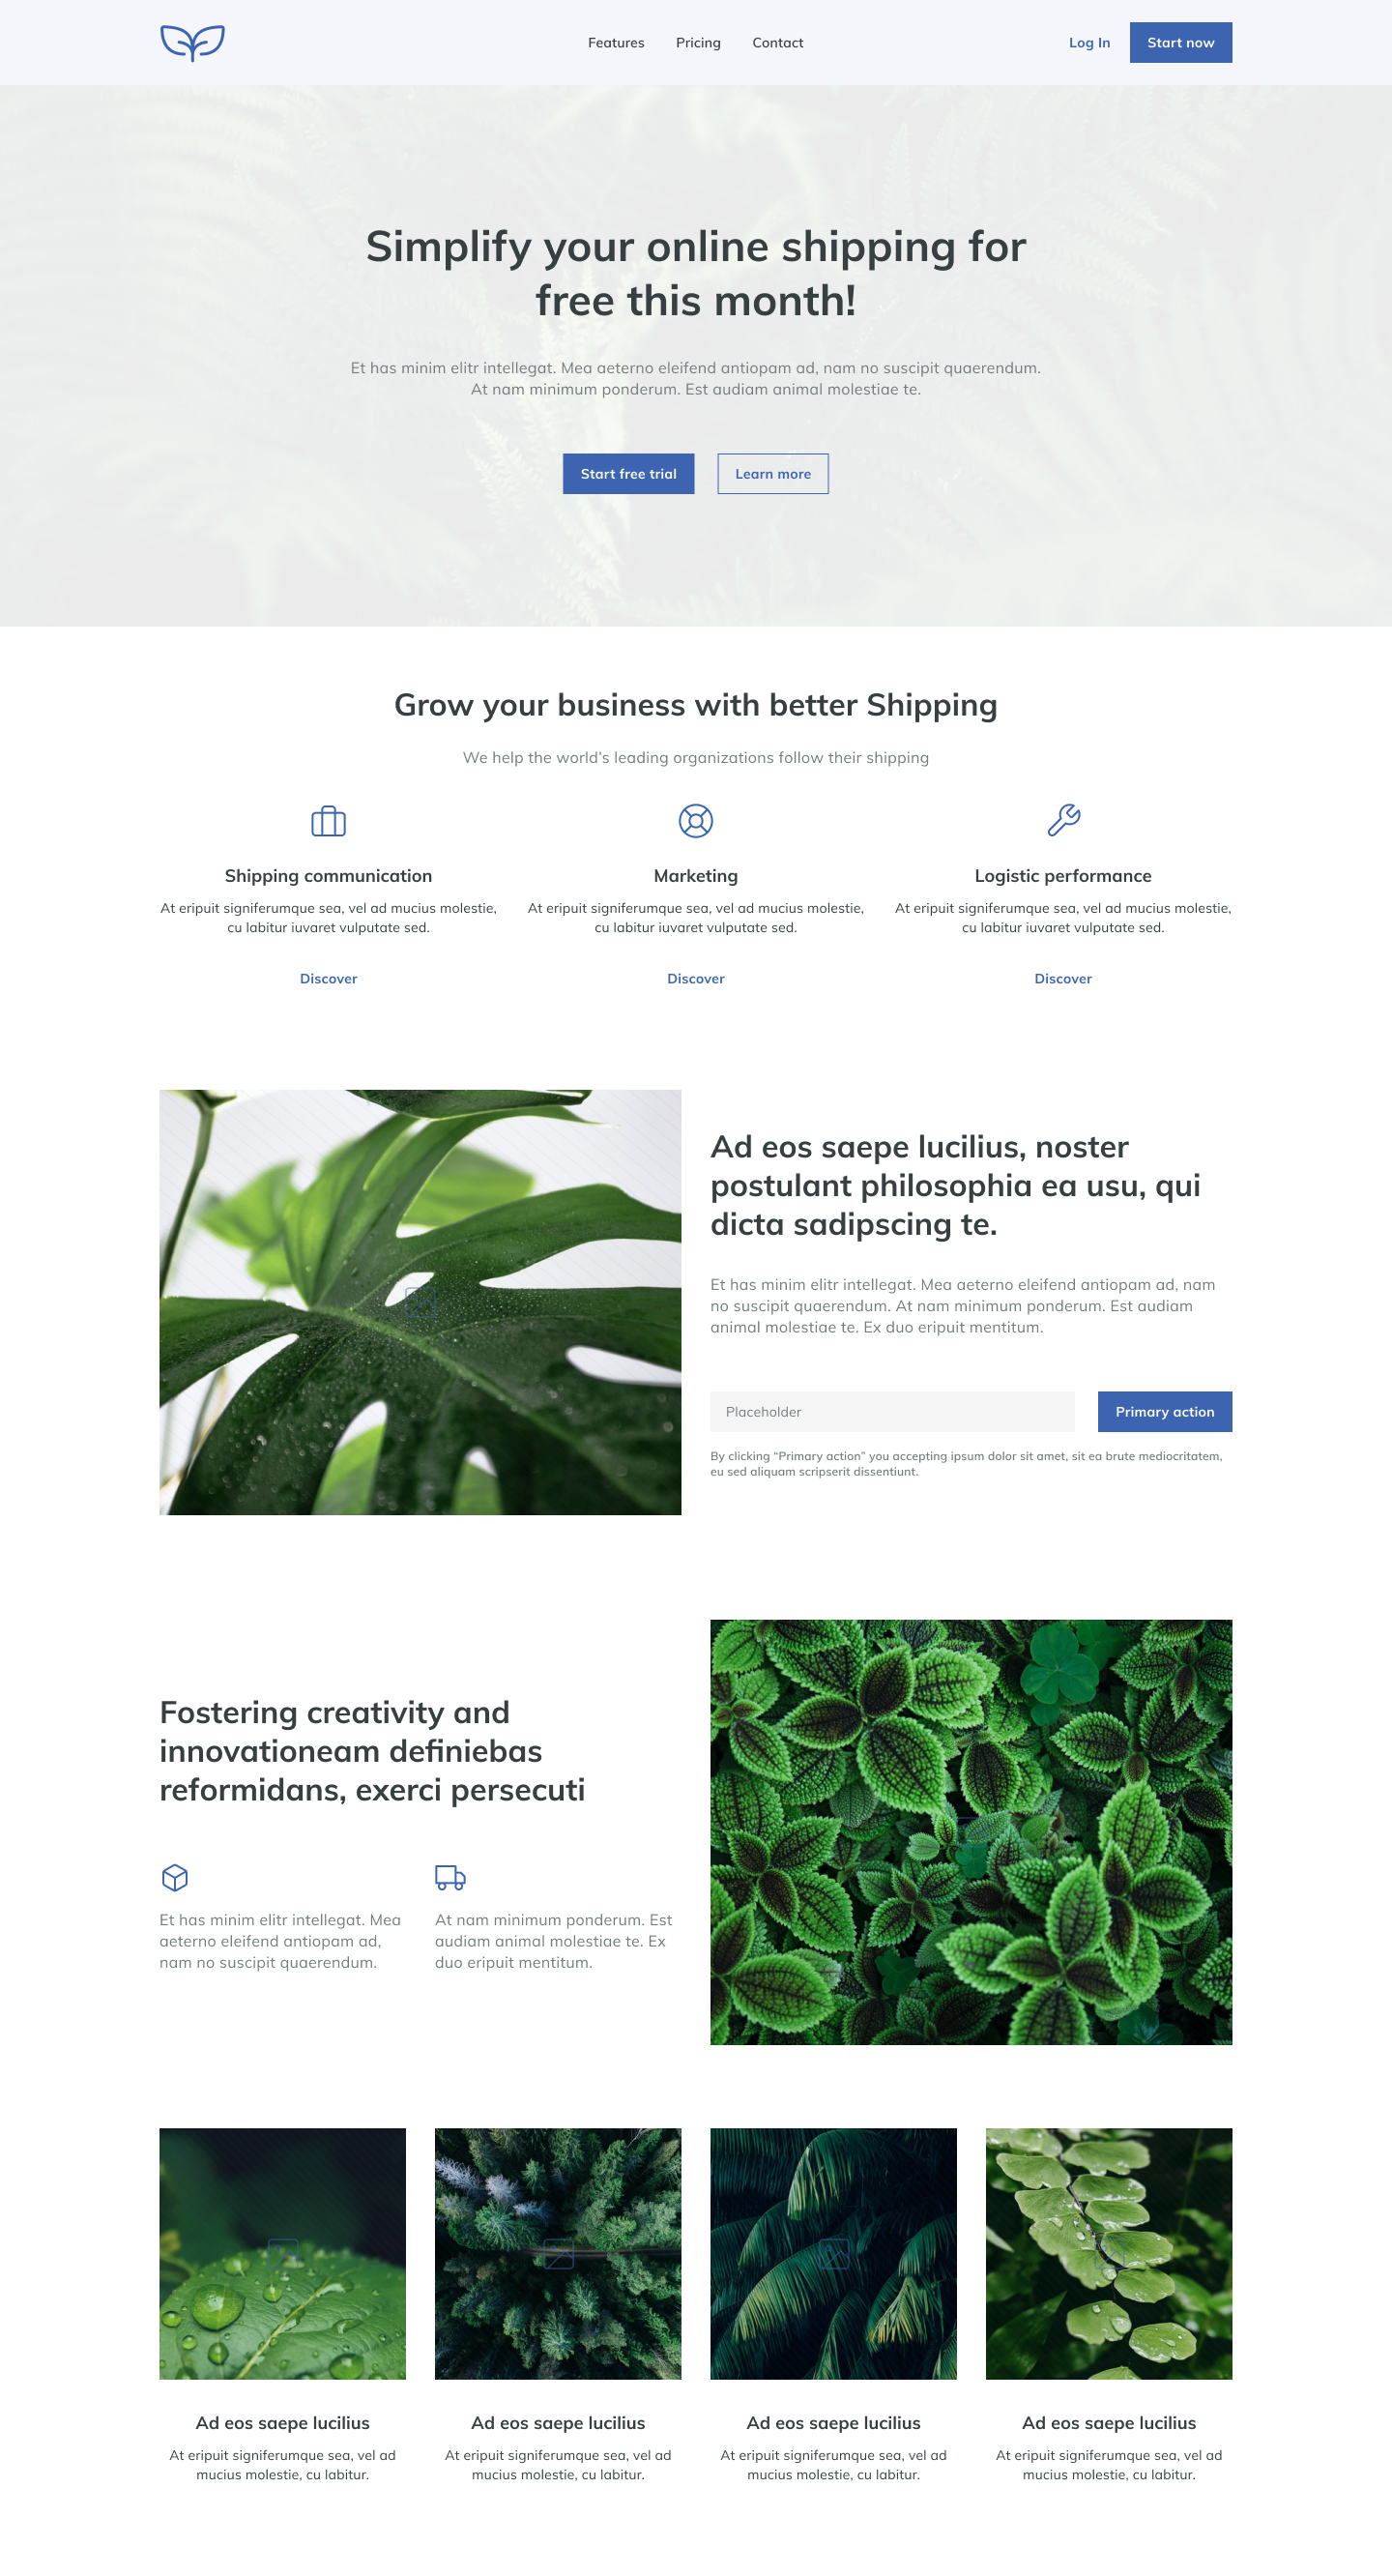 Features Pricing Contact Log In Start now
Simplify your online shipping for
free this month!
Et has minim elitr intellegat. Mea aeterno eleifend antiopam ad, nam no suscipit quaerendum.
At nam minimum ponderum. Est audiam animal molestiae te.
Start free trial Learn more
Grow your business with better Shipping
We help the world’s leading organizations follow their shipping
Shipping communication
At eripuit signiferumque sea, vel ad mucius molestie,
cu labitur iuvaret vulputate sed.
Discover
Marketing
At eripuit signiferumque sea, vel ad mucius molestie,
cu labitur iuvaret vulputate sed.
Discover
Logistic performance
At eripuit signiferumque sea, vel ad mucius molestie,
cu labitur iuvaret vulputate sed.
Discover
Ad eos saepe lucilius, noster
postulant philosophia ea usu, qui
dicta sadipscing te.
Et has minim elitr intellegat. Mea aeterno eleifend antiopam ad, nam
no suscipit quaerendum. At nam minimum ponderum. Est audiam
animal molestiae te. Ex duo eripuit mentitum.
Placeholder Primary action
By clicking “Primary action” you accepting ipsum dolor sit amet, sit ea brute mediocritatem,
eu sed aliquam scripserit dissentiunt.
Fostering creativity and
innovationeam definiebas
reformidans, exerci persecuti
Et has minim elitr intellegat. Mea
aeterno eleifend antiopam ad,
nam no suscipit quaerendum.
At nam minimum ponderum. Est
audiam animal molestiae te. Ex
duo eripuit mentitum.
Ad eos saepe lucilius
At eripuit signiferumque sea, vel ad
mucius molestie, cu labitur.
Ad eos saepe lucilius
At eripuit signiferumque sea, vel ad
mucius molestie, cu labitur.
Ad eos saepe lucilius
At eripuit signiferumque sea, vel ad
mucius molestie, cu labitur.
Ad eos saepe lucilius
At eripuit signiferumque sea, vel ad
mucius molestie, cu labitur.